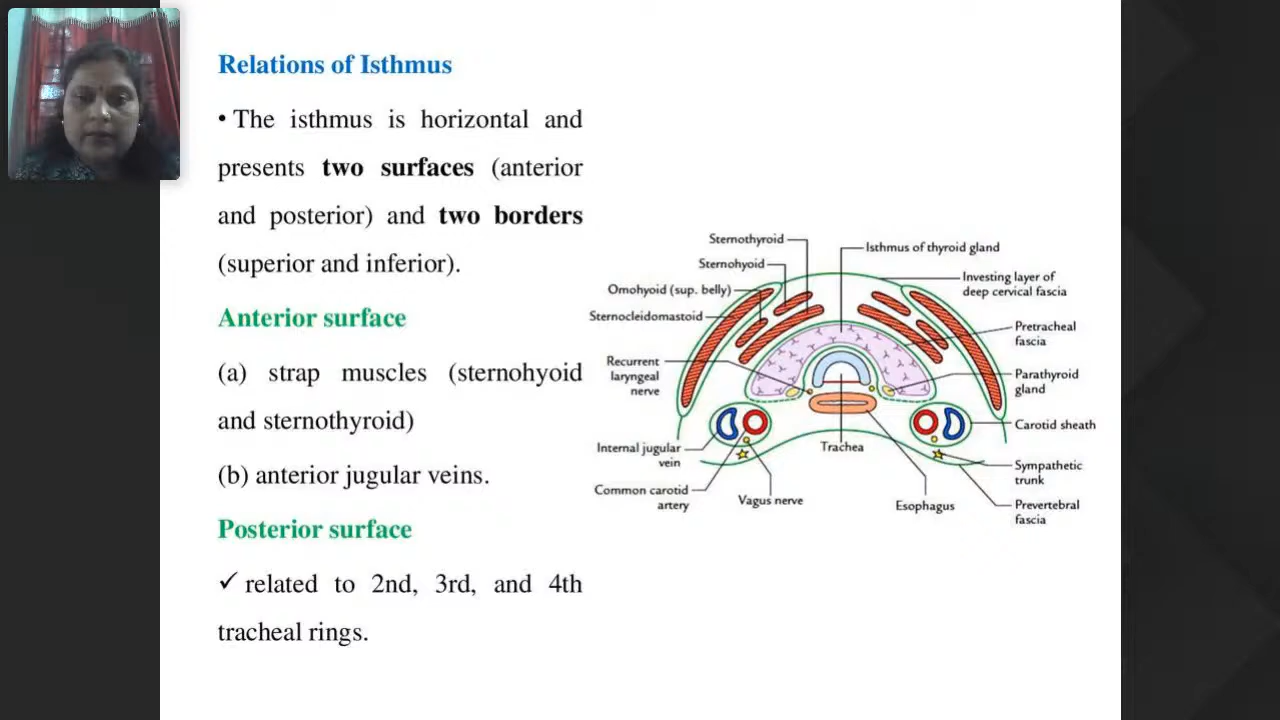 Relations of Isthmus
• The isthmus is horizontal and
presents two surfaces (anterior
and posterior) and two borders
(superior and inferior).
Anterior surface
(a) strap muscles (sternohyoid
and sternothyroid)
(b) anterior jugular veins.
Posterior surface
✓ related to 2nd, 3rd, and 4th
tracheal rings.
Sternothyroid
Sternohyoid
Omohyoid (sup. belly)
Sternocleidomastoid
Recurrent
laryngeal
nerve
Internal jugular
vein
Common carotid
artery
Vagus nerve
Trachea
Esophagus
Isthmus of thyroid gland
Investing layer of
deep cervical fascia
Pretracheal
fascia
Parathyroid
gland
Carotid sheath
Sympathetic
trunk
Prevertebral
fascia